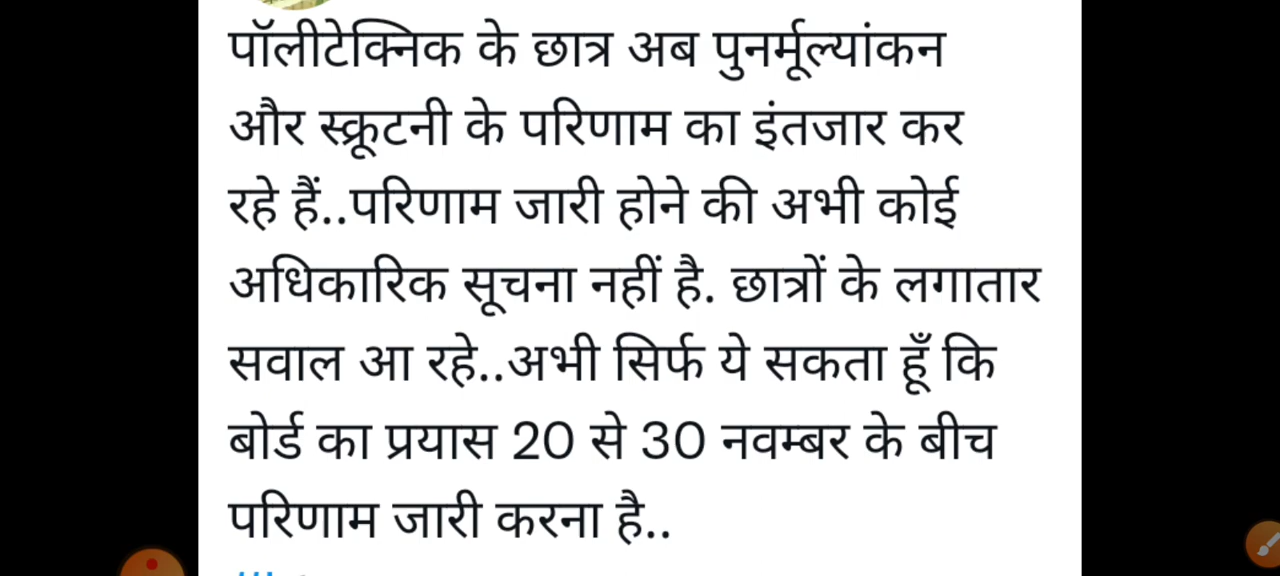 पॉलीटेक्निक के छात्र अब पुनर्मूल्यांकन
और स्क्रूटनी के परिणाम का इंतजार कर
रहे हैं..परिणाम जारी होने की अभी कोई
अधिकारिक सूचना नहीं है. छात्रों के लगातार
सवाल आ रहे..अभी सिर्फ ये सकता हूँ कि
बोर्ड का प्रयास 20 से 30 नवम्बर के बीच
परिणाम जारी करना है..